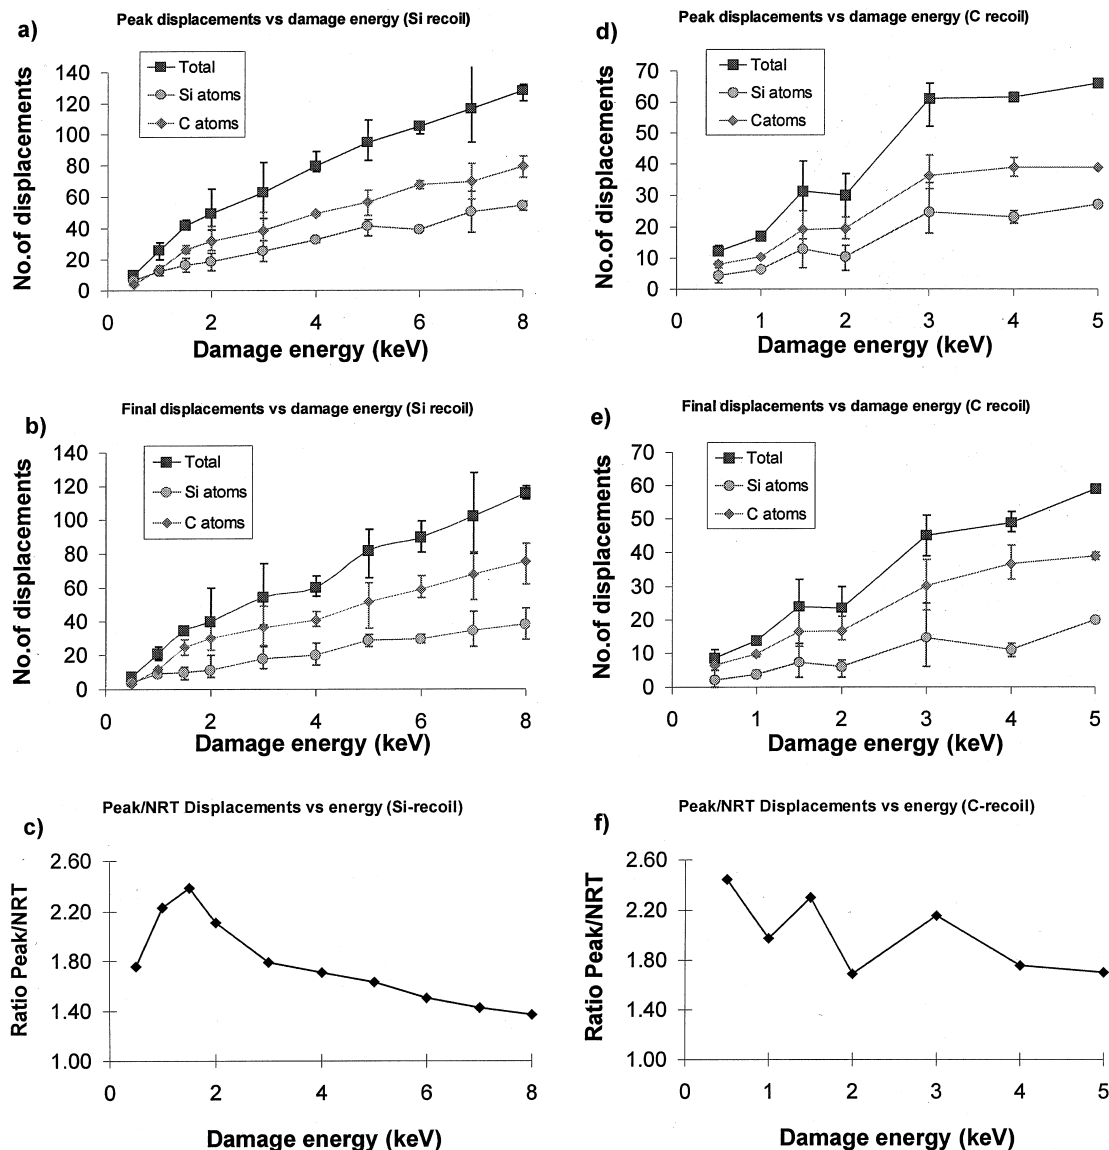 a)
Peak displacements vs damage energy (Si recoil)
No.of displacements
140
120
100
80
60
40
20
0
Total
Si atoms
C atoms
0
2
4
6
8
Damage energy (keV)
d)
Peak displacements vs damage energy (C recoil)
No.of displacements
70
60
50
40
30
20
10
0
Total
Si atoms
Catoms
0
1
2
3
4
5
Damage energy (keV)
b)
Final displacements vs damage energy (Si recoil)
No.of displacements
140
120
100
80
60
40
20
0
Total
Si atoms
C atoms
0
2
4
6
8
Damage energy (keV)
e)
Final displacements vs damage energy (C recoil)
No.of displacements
70
60
50
40
30
20
10
0
Total
Si atoms
C atoms
0
1
2
3
4
5
Damage energy (keV)
c)
Peak/NRT Displacements vs energy (Si-recoil)
Ratio Peak/NRT
2.60
2.20
1.80
1.40
1.00
0
2
4
6
8
Damage energy (keV)
f)
Peak/NRT Displacements vs energy (C-recoil)
Ratio Peak/NRT
2.60
2.20
1.80
1.40
1.00
0
1
2
3
4
5
Damage energy (keV)